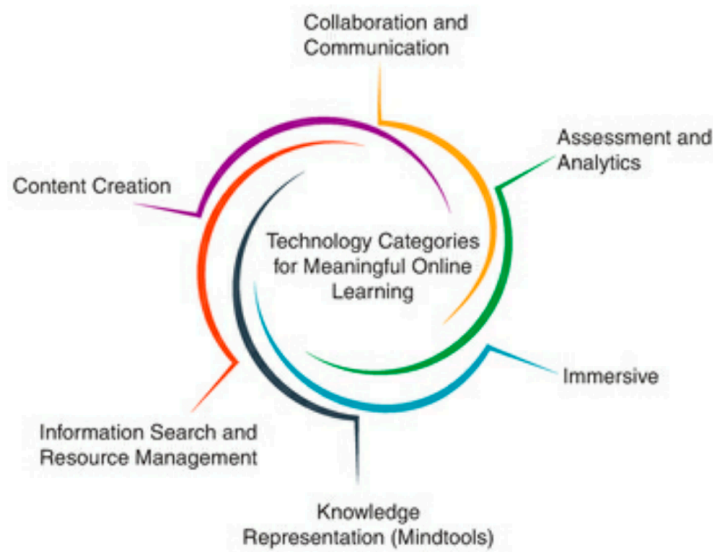 Collaboration and
Communication
Assessment and
Analytics
Content Creation
Technology Categories
for Meaningful Online
Learning
Immersive
Information Search and
Resource Management
Knowledge
Representation (Mindtools)